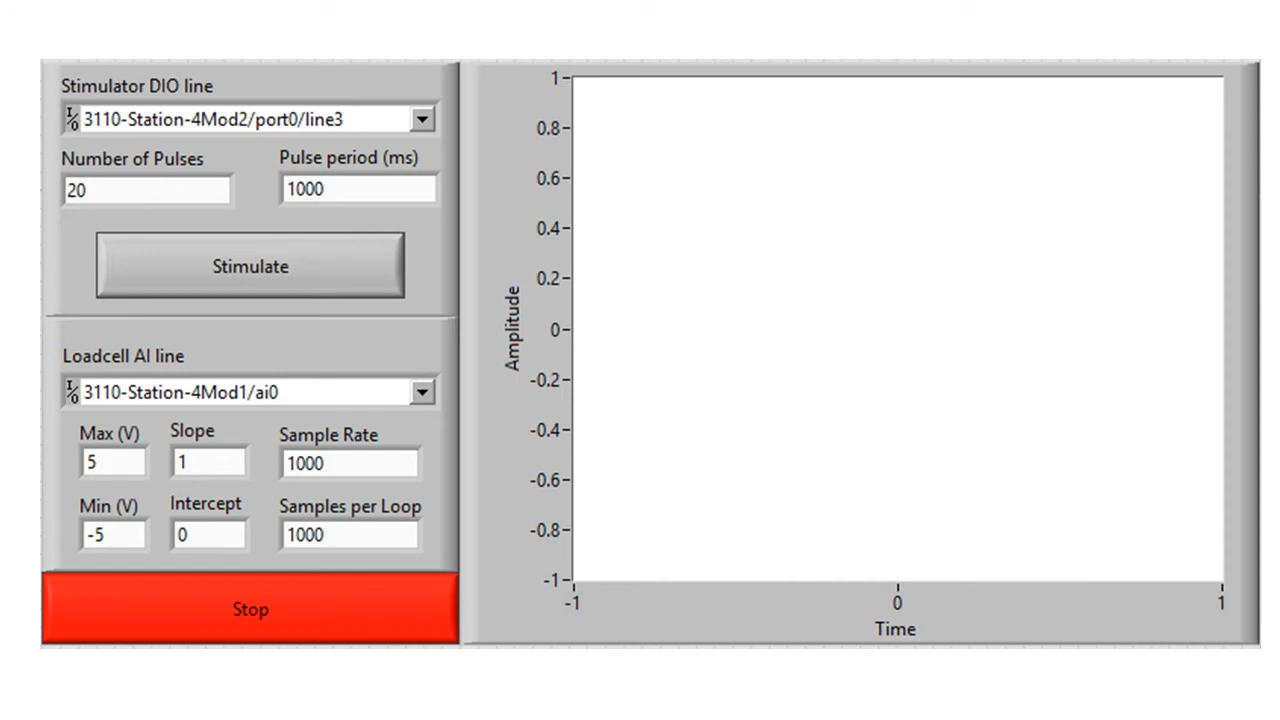 Stimulator DIO line
I/O 3110-Station-4Mod2/port0/line3
Number of Pulses
Pulse period (ms)
20
1000
Stimulate
Loadcell AI line
I/O 3110-Station-4Mod1/ai0
Max (V)
Slope
Sample Rate
5
1
1000
Min (V)
Intercept
Samples per Loop
-5
0
1000
Stop
Amplitude
1
0.8
0.6
0.4
0.2
0
-0.2
-0.4
-0.6
-0.8
-1
-1
0
1
Time